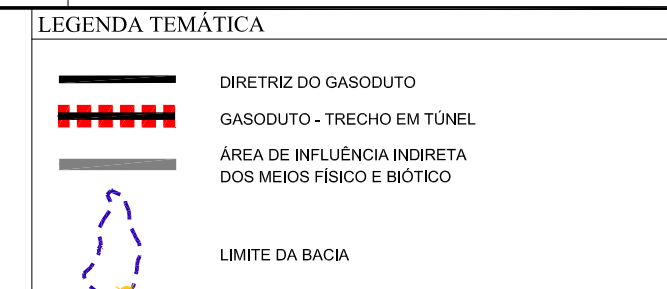 LEGENDA TEMÁTICA
DIRETRIZ DO GASODUTO
GASODUTO - TRECHO EM TÚNEL
ÁREA DE INFLUÊNCIA INDIRETA
DOS MEIOS FÍSICO E BIÓTICO
LIMITE DA BACIA